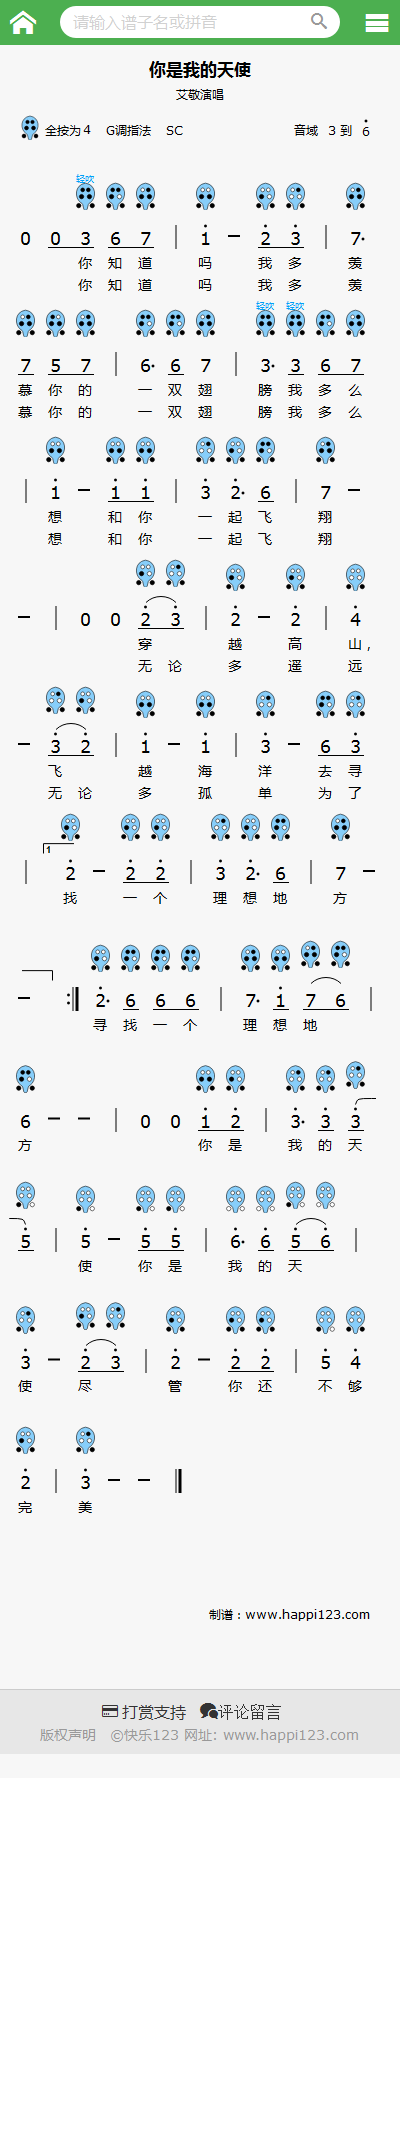 请输入谱子名或拼音
你是我的天使
艾敬演唱
全按为4 G调指法 SC 音域 3 到 6̇
轻吹
0 0 3 6 7 | 1̇ - 2̇ 3̇ | 7·
你 知 道 吗 我 多 羡
你 知 道 吗 我 多 羡
轻吹 轻吹
7 5 7 | 6· 6 7 | 3· 3 6 7
慕 你 的 一 双 翅 膀 我 多 么
慕 你 的 一 双 翅 膀 我 多 么
| 1̇ - 1̇ 1̇ | 3̇ 2̇· 6 | 7 -
想 和 你 一 起 飞 翔
想 和 你 一 起 飞 翔
- | 0 0 2̇ 3̇ | 2̇ - 2̇ | 4̇
穿 越 高 山，
无 论 多 遥 远
- 3̇ 2̇ | 1̇ - 1̇ | 3̇ - 6 3̇
飞 越 海 洋 去 寻
无 论 多 孤 单 为 了
1
| 2̇ - 2̇ 2̇ | 3̇ 2̇· 6 | 7 -
找 一 个 理 想 地 方
- :| 2̇· 6 6 6 | 7· 1̇ 7 6 |
寻 找 一 个 理 想 地
6 - - | 0 0 1̇ 2̇ | 3̇· 3̇ 3̇
方 你 是 我 的 天
5̇ | 5̇ - 5̇ 5̇ | 6̇· 6̇ 5̇ 6̇ |
使 你 是 我 的 天
3̇ - 2̇ 3̇ | 2̇ - 2̇ 2̇ | 5̇ 4̇
使 尽 管 你 还 不 够
2̇ | 3̇ - - ‖
完 美
制谱：www.happi123.com
打赏支持 评论留言
版权声明 ©快乐123 网址: www.happi123.com